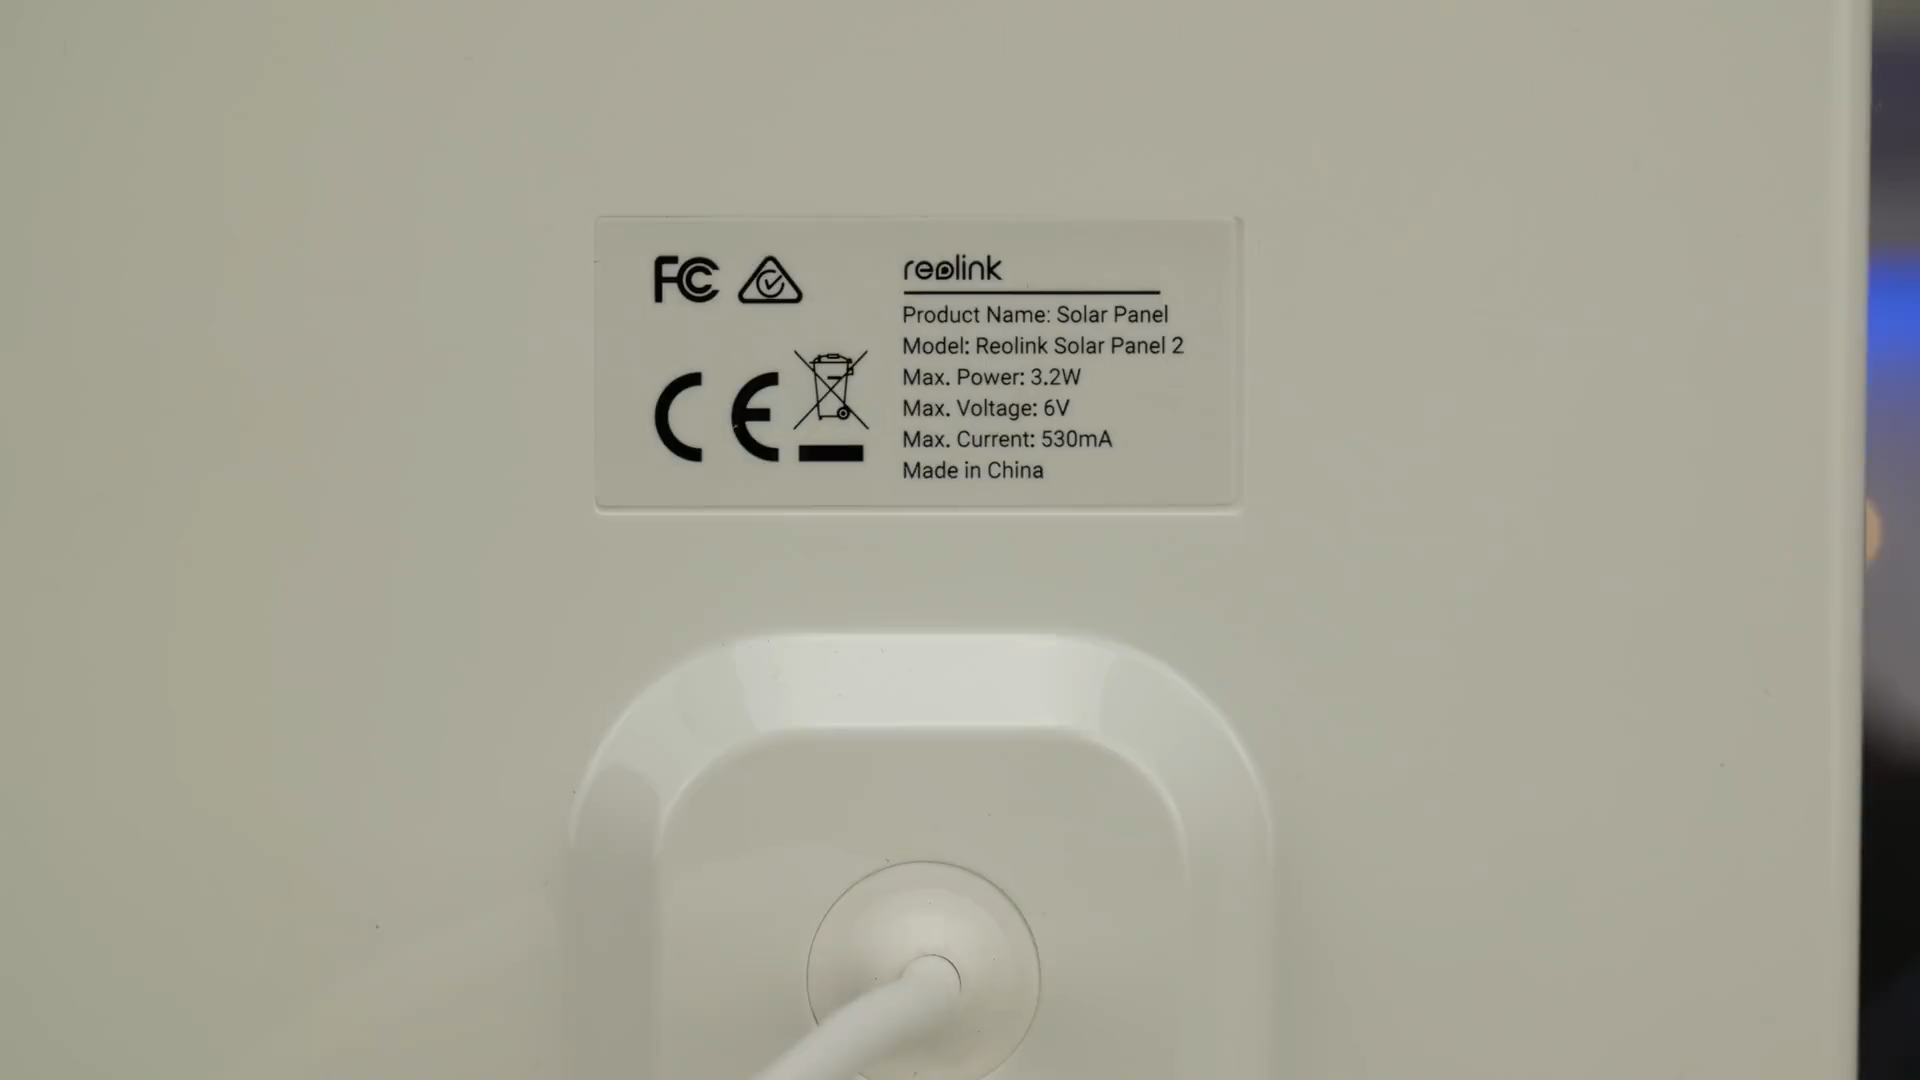 FC
CE
reolink
Product Name: Solar Panel
Model: Reolink Solar Panel 2
Max. Power: 3.2W
Max. Voltage: 6V
Max. Current: 530mA
Made in China